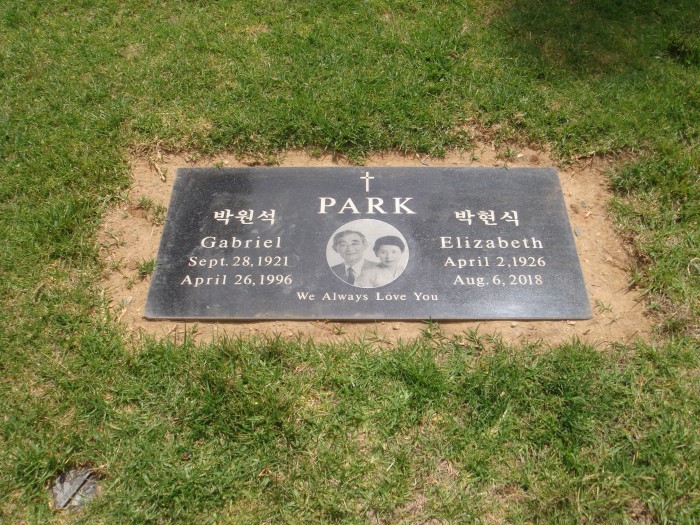 PARK
박원석
Gabriel
Sept. 28, 1921
April 26, 1996
박현식
Elizabeth
April 2, 1926
Aug. 6, 2018
We Always Love You